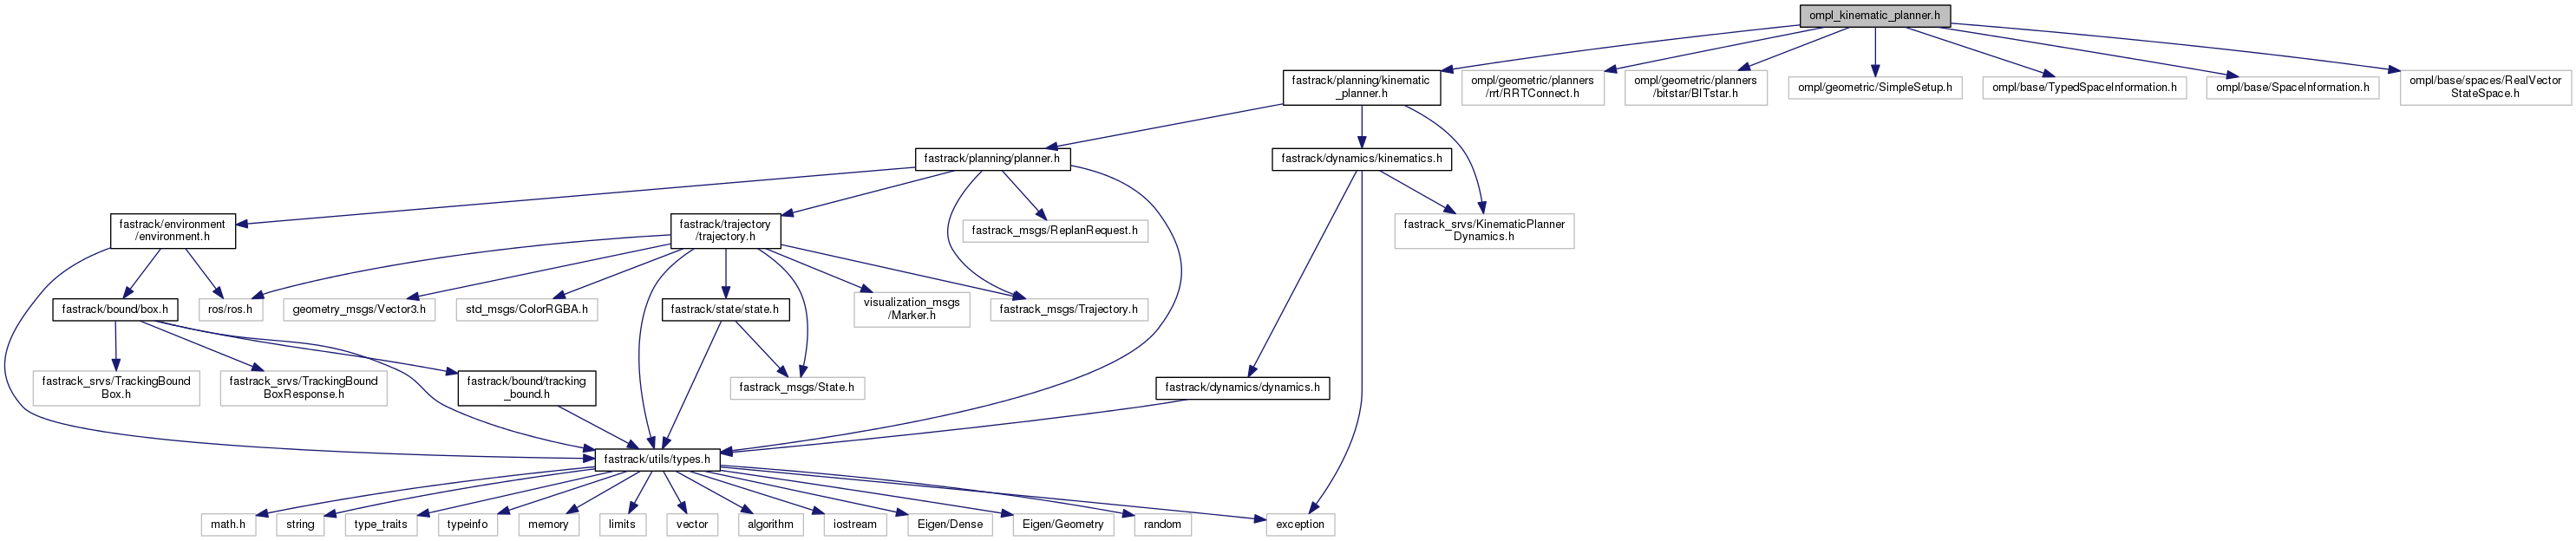 ompl_kinematic_planner.h
fastrack/planning/kinematic
_planner.h
ompl/geometric/planners
/rrt/RRTConnect.h
ompl/geometric/planners
/bitstar/BITstar.h
ompl/geometric/SimpleSetup.h
ompl/base/TypedSpaceInformation.h
ompl/base/SpaceInformation.h
ompl/base/spaces/RealVector
StateSpace.h
fastrack/planning/planner.h
fastrack/dynamics/kinematics.h
fastrack/environment
/environment.h
fastrack/trajectory
/trajectory.h
fastrack_msgs/ReplanRequest.h
fastrack_srvs/KinematicPlanner
Dynamics.h
fastrack/bound/box.h
ros/ros.h
geometry_msgs/Vector3.h
std_msgs/ColorRGBA.h
fastrack/state/state.h
visualization_msgs
/Marker.h
fastrack_msgs/Trajectory.h
fastrack_srvs/TrackingBound
Box.h
fastrack_srvs/TrackingBound
BoxResponse.h
fastrack/bound/tracking
_bound.h
fastrack_msgs/State.h
fastrack/dynamics/dynamics.h
fastrack/utils/types.h
math.h
string
type_traits
typeinfo
memory
limits
vector
algorithm
iostream
Eigen/Dense
Eigen/Geometry
random
exception